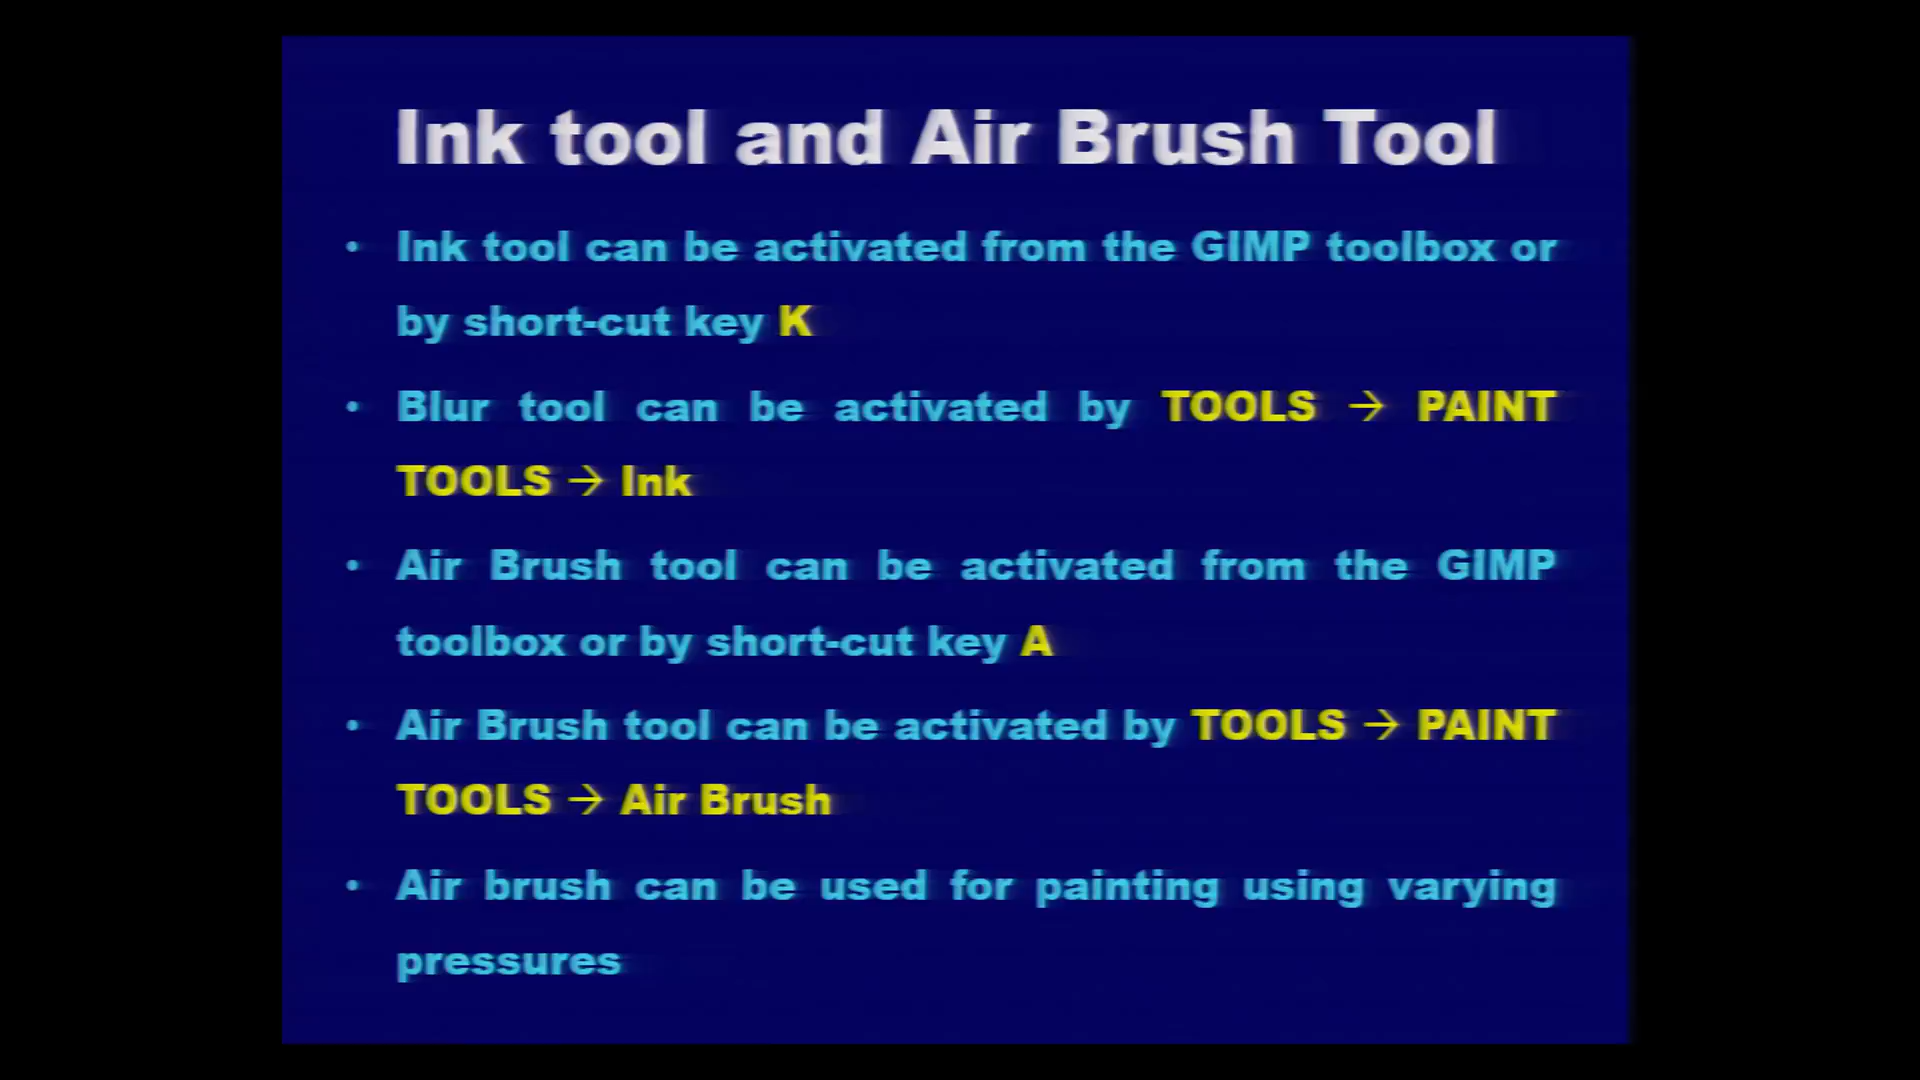 Ink tool and Air Brush Tool
• Ink tool can be activated from the GIMP toolbox or
by short-cut key K
• Blur tool can be activated by TOOLS → PAINT
TOOLS → Ink
• Air Brush tool can be activated from the GIMP
toolbox or by short-cut key A
• Air Brush tool can be activated by TOOLS → PAINT
TOOLS → Air Brush
• Air brush can be used for painting using varying
pressures